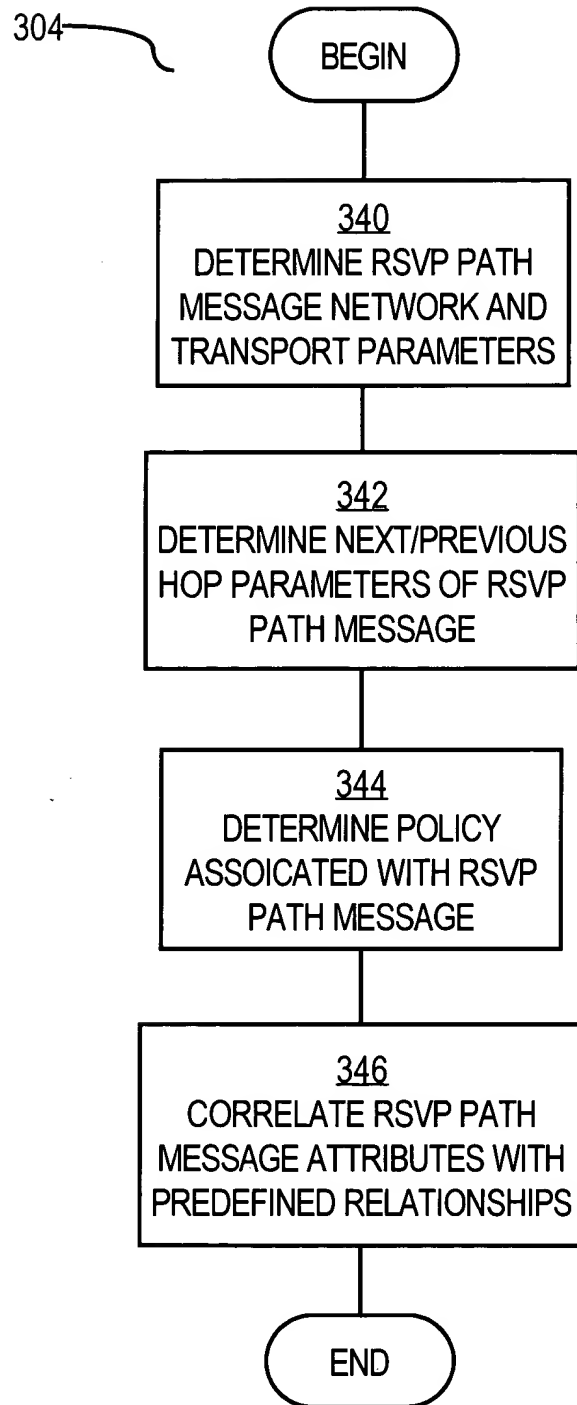 304
BEGIN
340
DETERMINE RSVP PATH
MESSAGE NETWORK AND
TRANSPORT PARAMETERS
342
DETERMINE NEXT/PREVIOUS
HOP PARAMETERS OF RSVP
PATH MESSAGE
344
DETERMINE POLICY
ASSOICATED WITH RSVP
PATH MESSAGE
346
CORRELATE RSVP PATH
MESSAGE ATTRIBUTES WITH
PREDEFINED RELATIONSHIPS
END